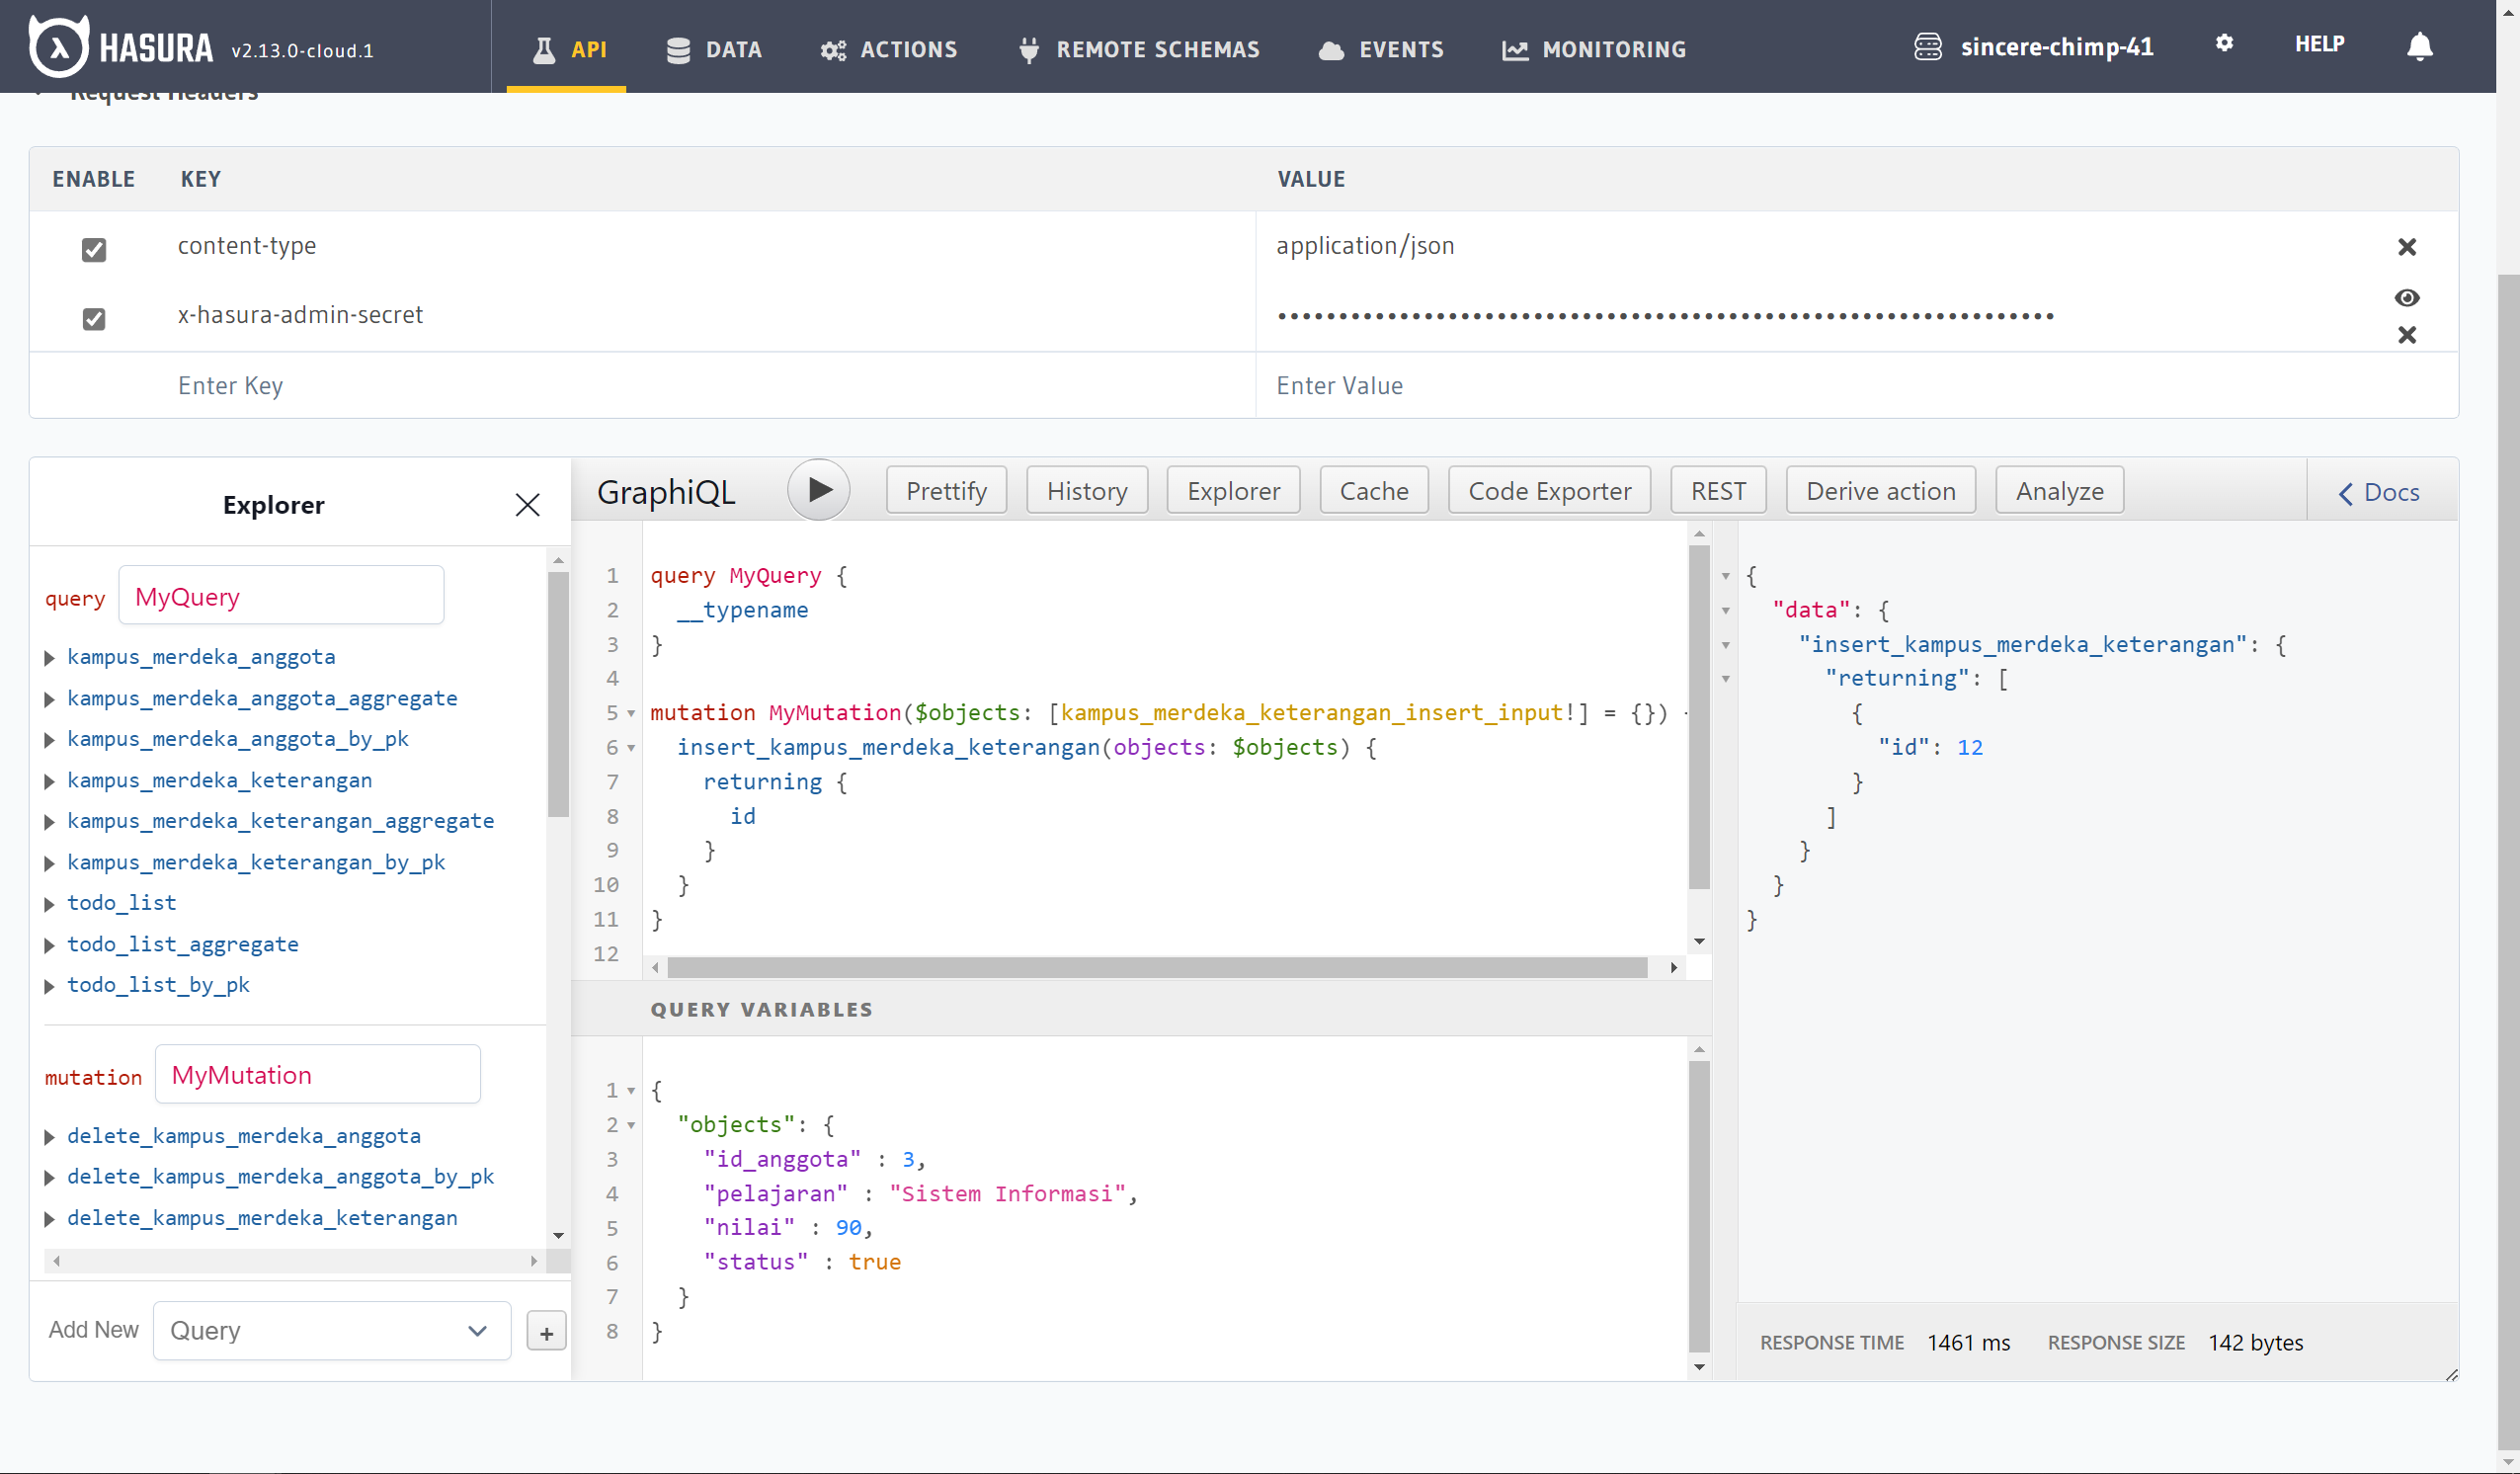 HASURA v2.13.0-cloud.1 API DATA ACTIONS REMOTE SCHEMAS EVENTS MONITORING sincere-chimp-41 HELP
Request Headers
ENABLE KEY VALUE
content-type application/json
x-hasura-admin-secret ••••••••••••••••••••••••••••••••••••••••••••••••••••••••••••••••
Enter Key Enter Value
Explorer
query MyQuery
kampus_merdeka_anggota
kampus_merdeka_anggota_aggregate
kampus_merdeka_anggota_by_pk
kampus_merdeka_keterangan
kampus_merdeka_keterangan_aggregate
kampus_merdeka_keterangan_by_pk
todo_list
todo_list_aggregate
todo_list_by_pk
mutation MyMutation
delete_kampus_merdeka_anggota
delete_kampus_merdeka_anggota_by_pk
delete_kampus_merdeka_keterangan
Add New Query +
GraphiQL Prettify History Explorer Cache Code Exporter REST Derive action Analyze Docs
1 query MyQuery {
2 __typename
3 }
4
5 mutation MyMutation($objects: [kampus_merdeka_keterangan_insert_input!] = {})
6 insert_kampus_merdeka_keterangan(objects: $objects) {
7 returning {
8 id
9 }
10 }
11 }
12
QUERY VARIABLES
1 {
2 "objects": {
3 "id_anggota" : 3,
4 "pelajaran" : "Sistem Informasi",
5 "nilai" : 90,
6 "status" : true
7 }
8 }
{
"data": {
"insert_kampus_merdeka_keterangan": {
"returning": [
{
"id": 12
}
]
}
}
}
RESPONSE TIME 1461 ms RESPONSE SIZE 142 bytes